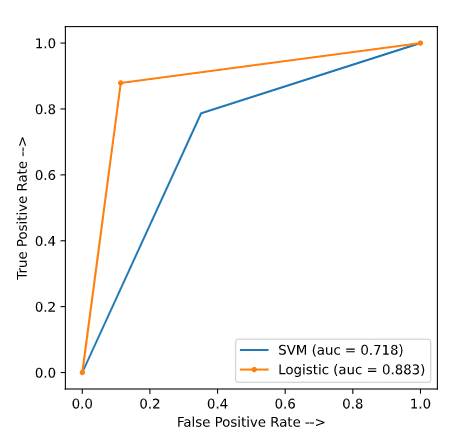 1.0
0.8
0.6
0.4
0.2
0.0
True Positive Rate -->
SVM (auc = 0.718)
Logistic (auc = 0.883)
0.0 0.2 0.4 0.6 0.8 1.0
False Positive Rate -->